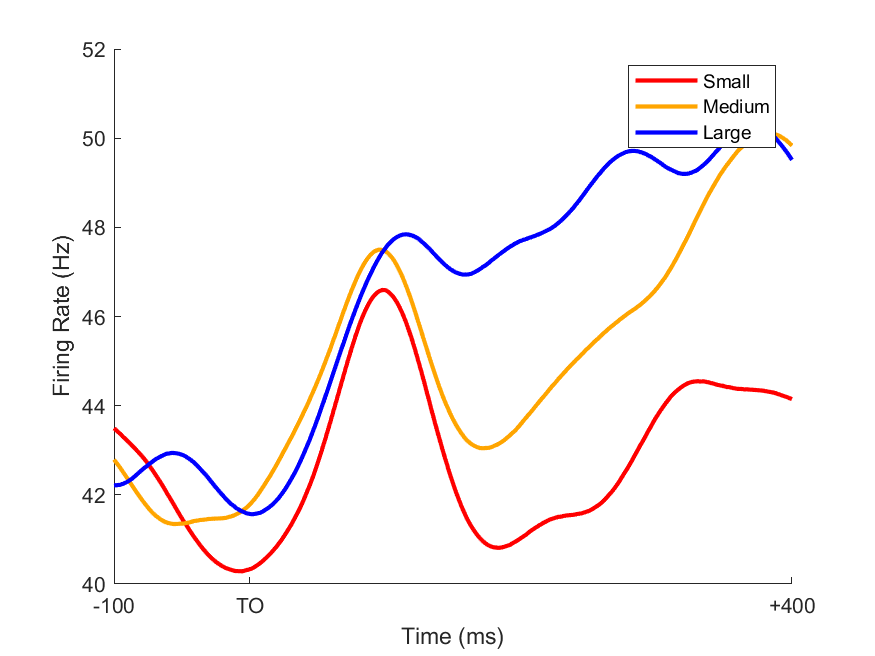 52
50
48
46
44
42
40
Firing Rate (Hz)
Small
Medium
Large
-100
TO
+400
Time (ms)